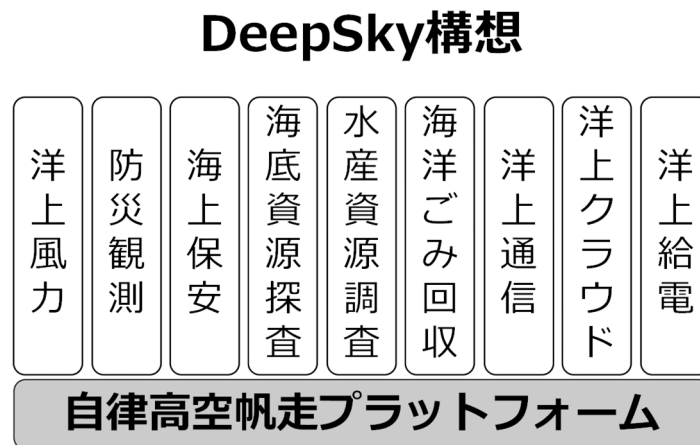 DeepSky構想
洋上風力
防災観測
海上保安
海底資源探査
水産資源調査
海洋ごみ回収
洋上通信
洋上クラウド
洋上給電
自律高空帆走プラットフォーム